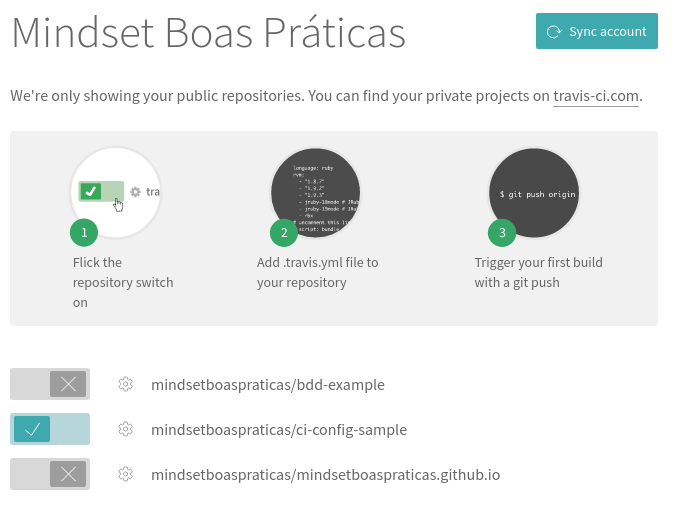 Mindset Boas Práticas
Sync account
We're only showing your public repositories. You can find your private projects on travis-ci.com.
tra
language: ruby
rvm:
- "1.8.7"
- "1.9.2"
- "1.9.3"
- jruby-18mode # JRub
- jruby-19mode # JRu
- rbx
# uncomment this li
script: bundle
$ git push origin
1
Flick the
repository switch
on
2
Add .travis.yml file to
your repository
3
Trigger your first build
with a git push
mindsetboaspraticas/bdd-example
mindsetboaspraticas/ci-config-sample
mindsetboaspraticas/mindsetboaspraticas.github.io